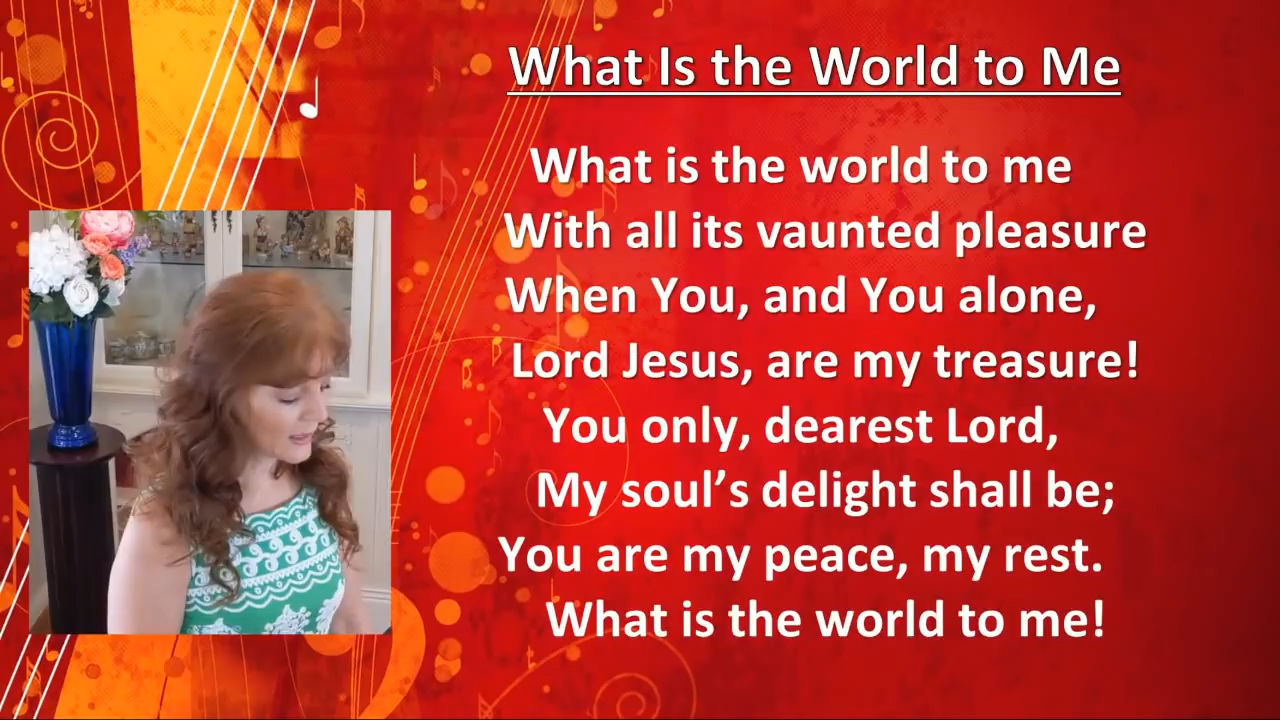 What Is the World to Me
What is the world to me
With all its vaunted pleasure
When You, and You alone,
Lord Jesus, are my treasure!
You only, dearest Lord,
My soul’s delight shall be;
You are my peace, my rest.
What is the world to me!